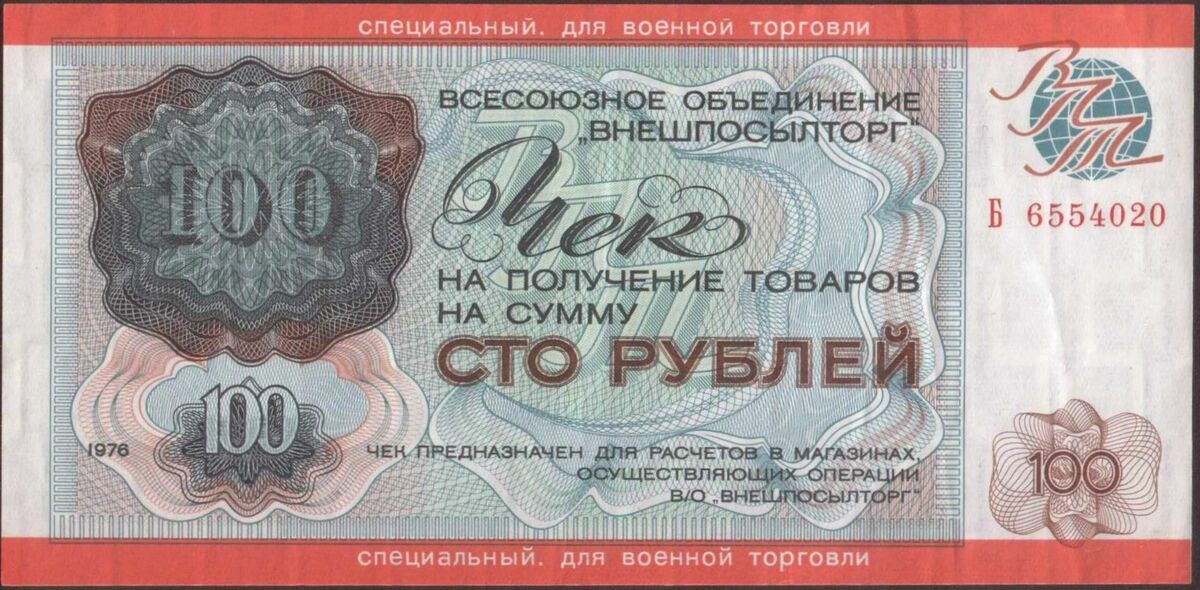 специальный. для военной торговли
ВПТ
ВСЕСОЮЗНОЕ ОБЪЕДИНЕНИЕ
„ВНЕШПОСЫЛТОРГ"
100
Чек
Б 6554020
НА ПОЛУЧЕНИЕ ТОВАРОВ
НА СУММУ
СТО РУБЛЕЙ
100
1976
ЧЕК ПРЕДНАЗНАЧЕН ДЛЯ РАСЧЕТОВ В МАГАЗИНАХ,
ОСУЩЕСТВЛЯЮЩИХ ОПЕРАЦИИ
В/О „ВНЕШПОСЫЛТОРГ"
100
специальный. для военной торговли